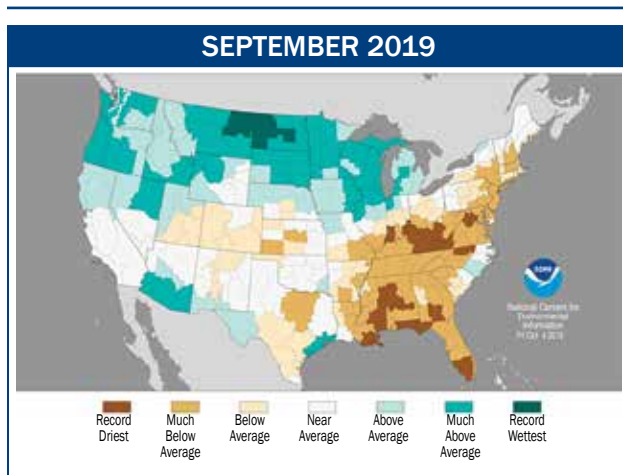 SEPTEMBER 2019
NOAA
National Centers for
Environmental
Information
Record
Driest
Much
Below
Average
Below
Average
Near
Average
Above
Average
Much
Above
Average
Record
Wettest